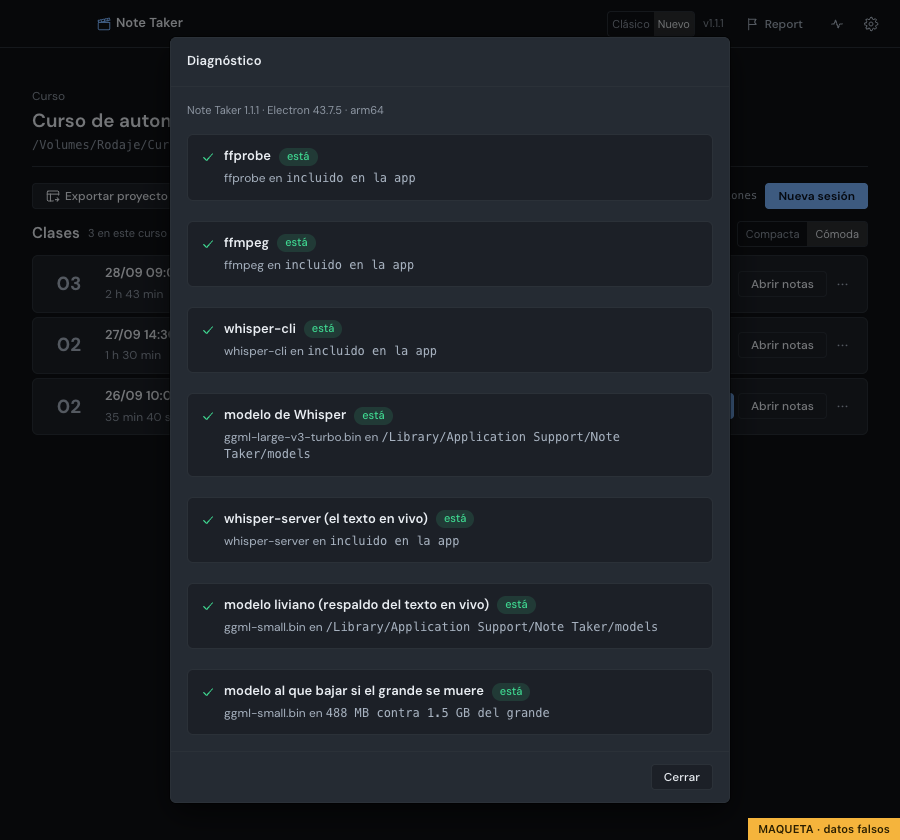 Note Taker
Clásico Nuevo v1.1.1 Report
Diagnóstico
Note Taker 1.1.1 · Electron 43.7.5 · arm64
Curso
Curso de auton
/Volumes/Rodaje/Cur
ffprobe está
ffprobe en incluido en la app
Exportar proyecto
ones Nueva sesión
Clases 3 en este curso
Compacta Cómoda
ffmpeg está
ffmpeg en incluido en la app
03 28/09 09:0
2 h 43 min
Abrir notas ···
whisper-cli está
whisper-cli en incluido en la app
02 27/09 14:3
1 h 30 min
Abrir notas ···
modelo de Whisper está
ggml-large-v3-turbo.bin en /Library/Application Support/Note
Taker/models
02 26/09 10:0
35 min 40 s
Abrir notas ···
whisper-server (el texto en vivo) está
whisper-server en incluido en la app
modelo liviano (respaldo del texto en vivo) está
ggml-small.bin en /Library/Application Support/Note Taker/models
modelo al que bajar si el grande se muere está
ggml-small.bin en 488 MB contra 1.5 GB del grande
Cerrar
MAQUETA · datos falsos